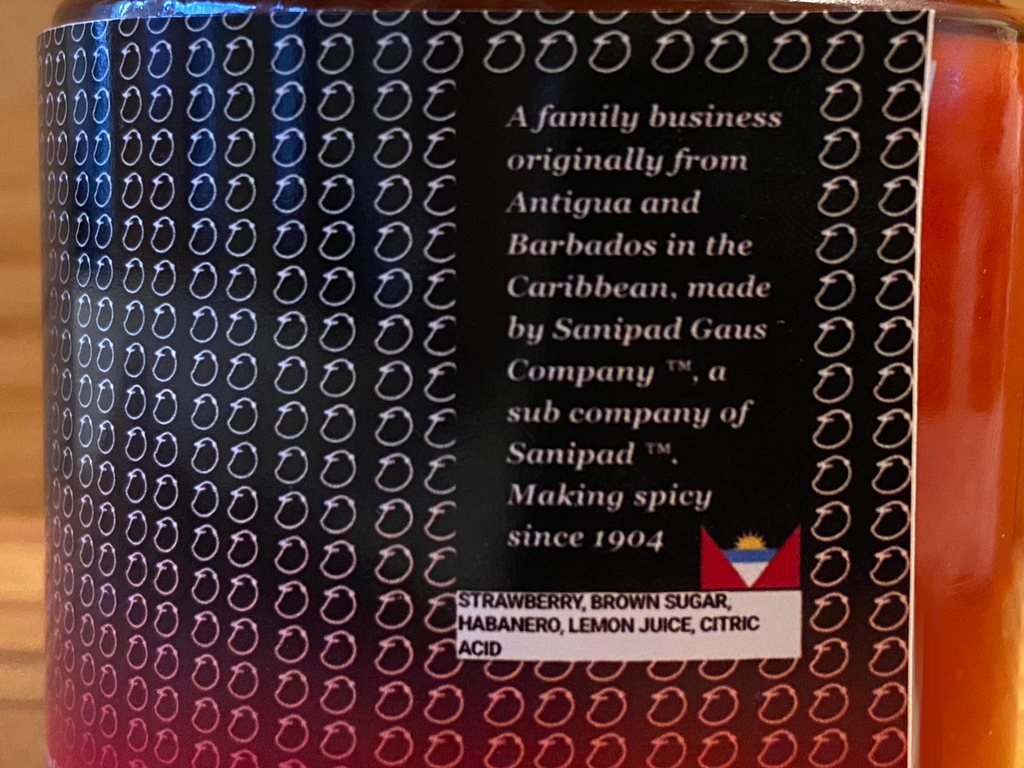 A family business
originally from
Antigua and
Barbados in the
Caribbean, made
by Sanipad Gaus
Company ™, a
sub company of
Sanipad ™.
Making spicy
since 1904
STRAWBERRY, BROWN SUGAR,
HABANERO, LEMON JUICE, CITRIC
ACID